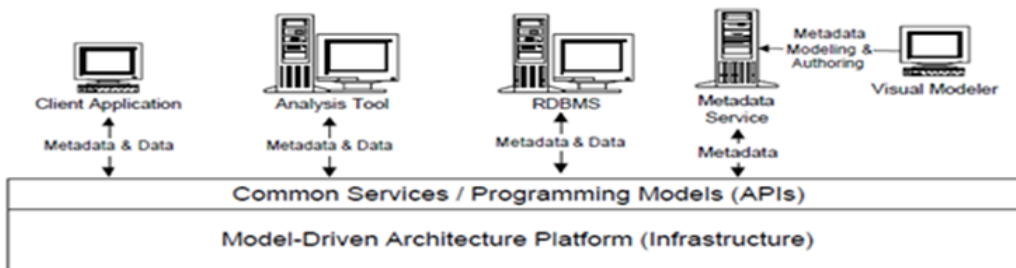 Client Application
Metadata & Data
Analysis Tool
Metadata & Data
RDBMS
Metadata & Data
Metadata
Service
Metadata
Metadata
Modeling &
Authoring
Visual Modeler
Common Services / Programming Models (APIs)
Model-Driven Architecture Platform (Infrastructure)